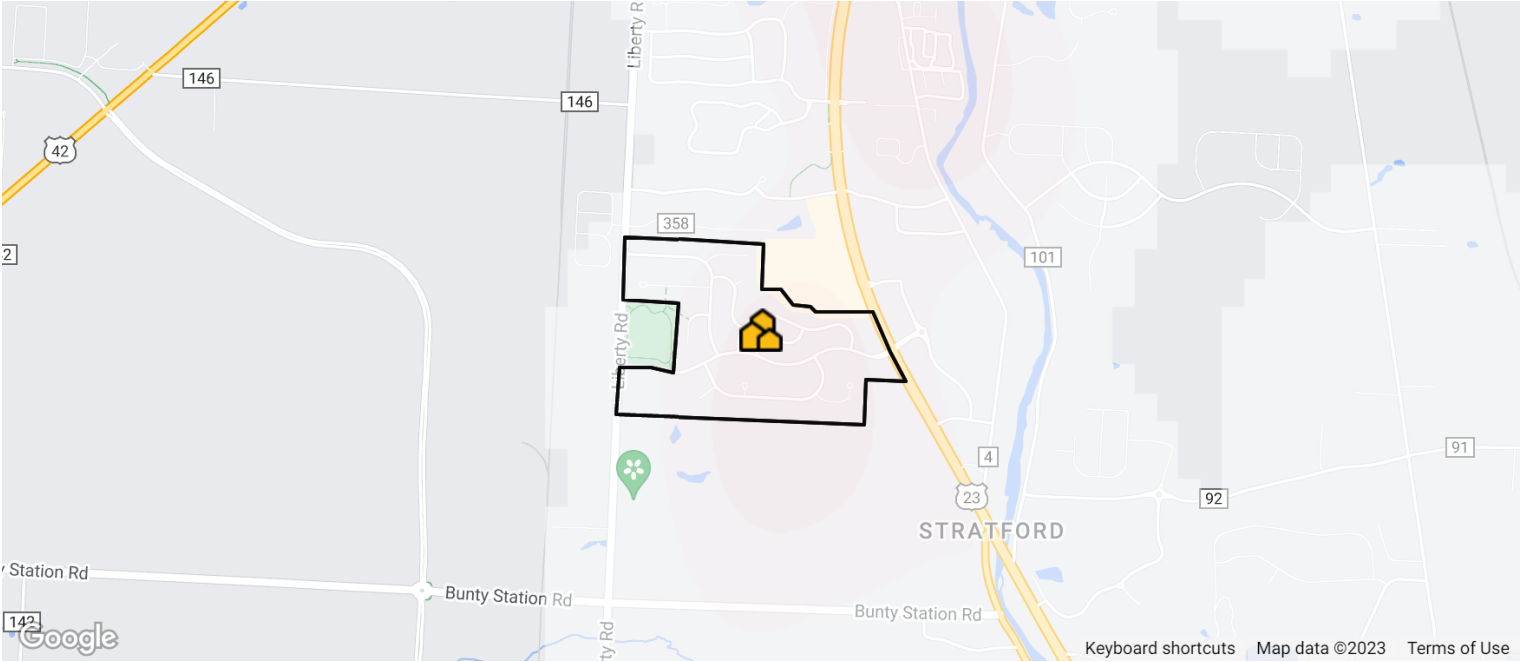 Liberty R
146
146
42
358
2
101
Liberty Rd
91
4
23
92
STRATFORD
Station Rd
Bunty Station Rd
Bunty Station Rd
ty Rd
Google
Keyboard shortcuts
Map data ©2023
Terms of Use